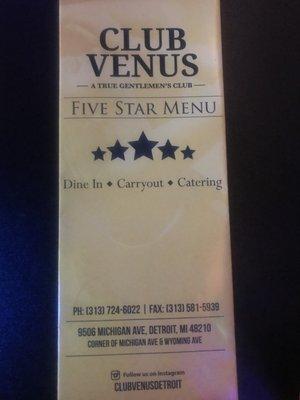 CLUB
VENUS
A TRUE GENTLEMEN'S CLUB
FIVE STAR MENU
Dine In ◆ Carryout ◆ Catering
PH: (313) 724-6022 | FAX: (313) 581-5939
9506 MICHIGAN AVE, DETROIT, MI 48210
CORNER OF MICHIGAN AVE & WYOMING AVE
Follow us on Instagram
CLUBVENUSDETROIT